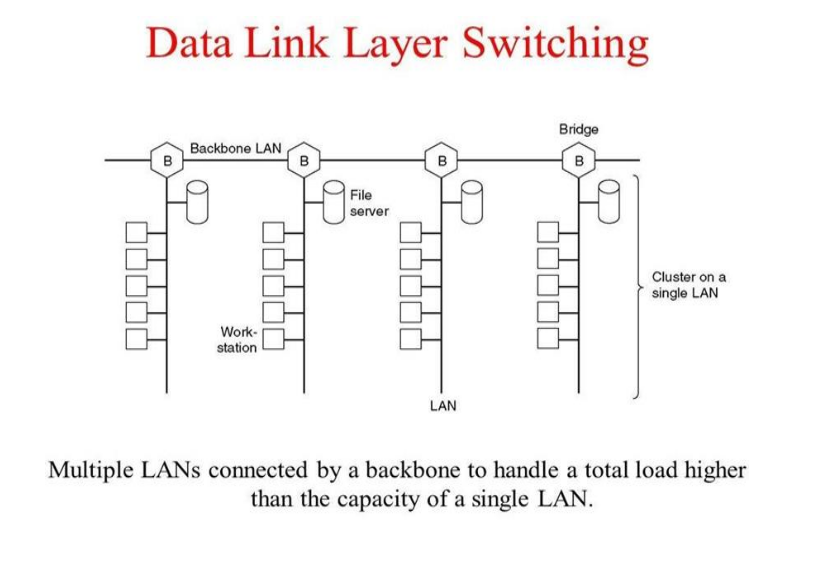 Data Link Layer Switching
Bridge
Backbone LAN
B
B
B
B
File
server
Cluster on a
single LAN
Work-
station
LAN
Multiple LANs connected by a backbone to handle a total load higher
than the capacity of a single LAN.